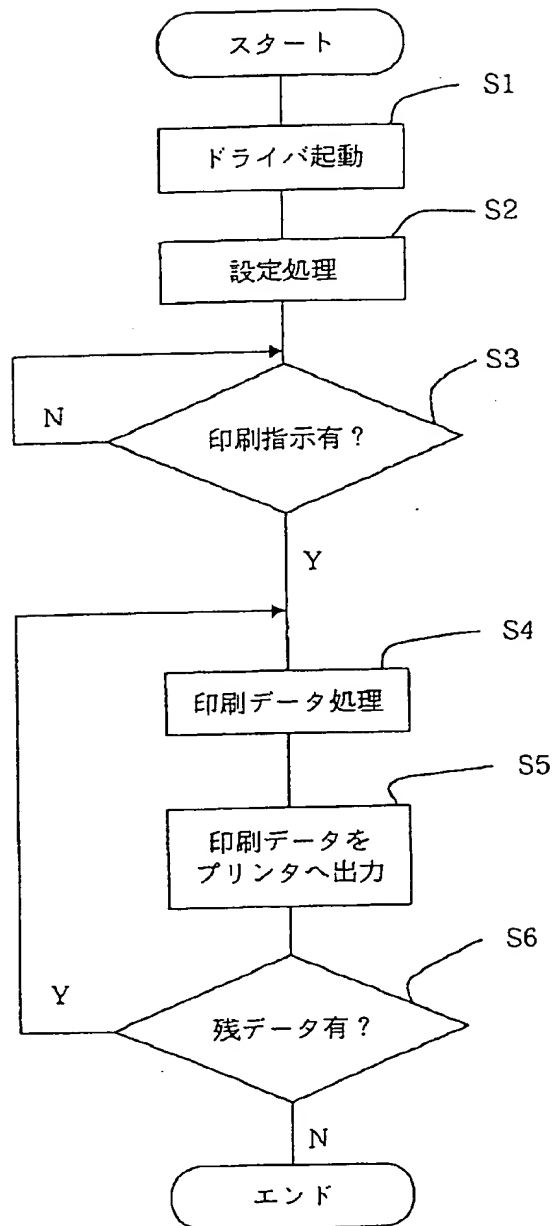 スタート
S1
ドライバ起動
S2
設定処理
S3
N
印刷指示有?
Y
S4
印刷データ処理
S5
印刷データを
プリンタへ出力
S6
Y
残データ有?
N
エンド